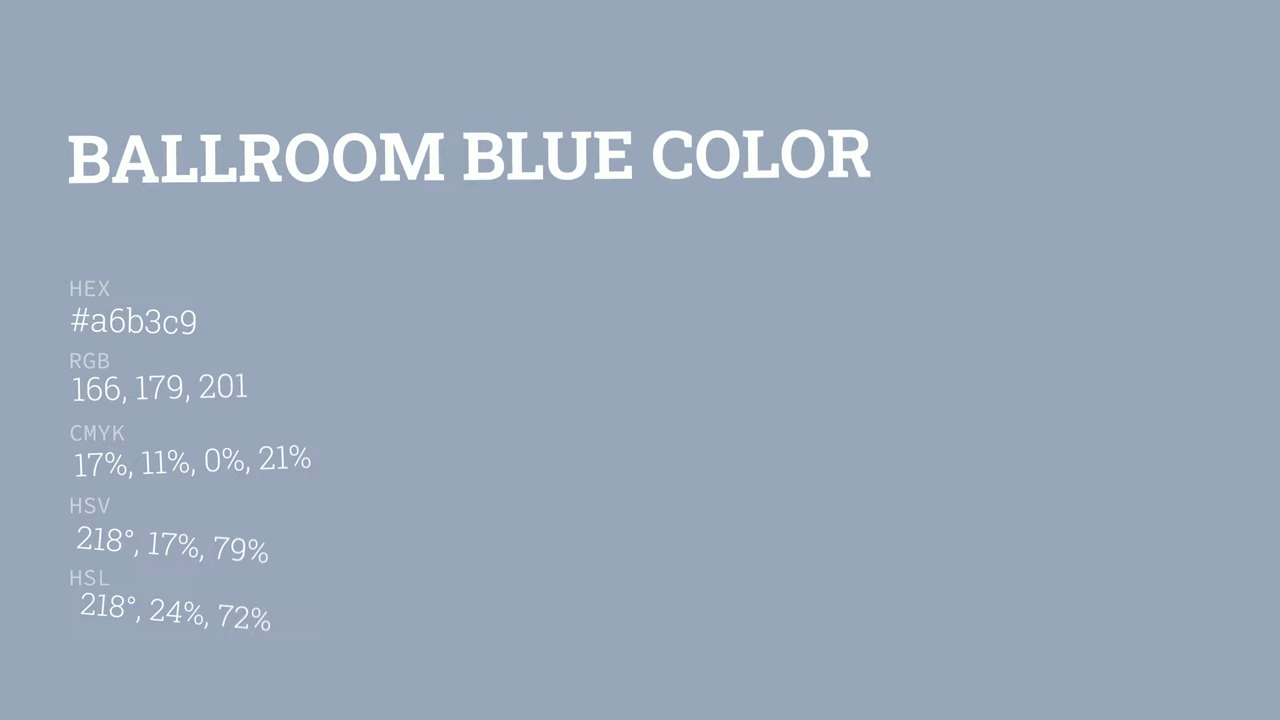 BALLROOM BLUE COLOR
HEX
#a6b3c9
RGB
166, 179, 201
CMYK
17%, 11%, 0%, 21%
HSV
218°, 17%, 79%
HSL
218°, 24%, 72%